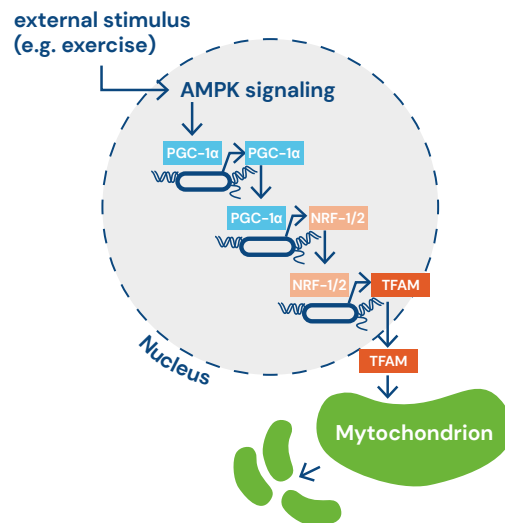 external stimulus
(e.g. exercise)
AMPK signaling
PGC-1α PGC-1α
PGC-1α NRF-1/2
NRF-1/2 TFAM
Nucleus
TFAM
Mytochondrion